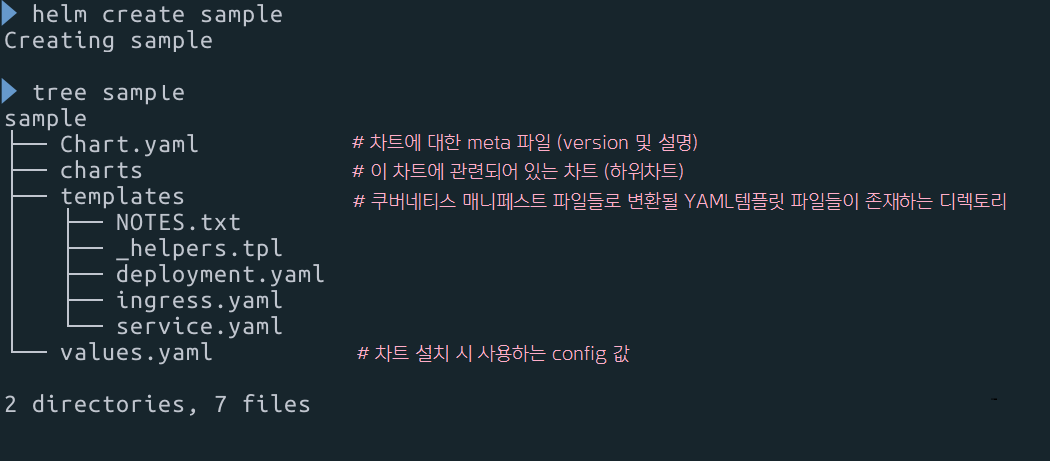 helm create sample
Creating sample
tree sample
sample
├── Chart.yaml # 차트에 대한 meta 파일 (version 및 설명)
├── charts # 이 차트에 관련되어 있는 차트 (하위차트)
├── templates # 쿠버네티스 매니페스트 파일들로 변환될 YAML템플릿 파일들이 존재하는 디렉토리
│   ├── NOTES.txt
│   ├── _helpers.tpl
│   ├── deployment.yaml
│   ├── ingress.yaml
│   └── service.yaml
└── values.yaml # 차트 설치 시 사용하는 config 값
2 directories, 7 files